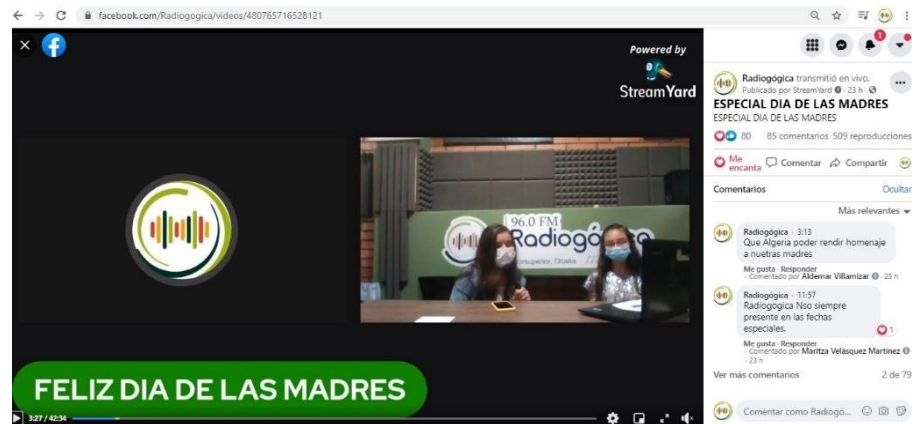 facebook.com/Radiogogica/videos/480765716528121
Powered by
StreamYard
96.0 FM
Radiogó
FELIZ DIA DE LAS MADRES
3:27 / 42:34
1
Radiogógica transmitió en vivo.
Publicado por StreamYard · 23 h ·
ESPECIAL DIA DE LAS MADRES
ESPECIAL DIA DE LAS MADRES
80 85 comentarios 509 reproducciones
Me
encanta Comentar Compartir
Comentarios Ocultar
Más relevantes
Radiogógica · 3:13
Que Algeria poder rendir homenaje
a nuetras madres
Me gusta · Responder
· Comentado por Aldemar Villamizar · 23 h
Radiogógica · 11:57
Radiogogica Nso siempre
presente en las fechas
especiales.
1
Me gusta · Responder
· Comentado por Maritza Velásquez Martinez
· 23 h
Ver más comentarios 2 de 79
Comentar como Radiogó...